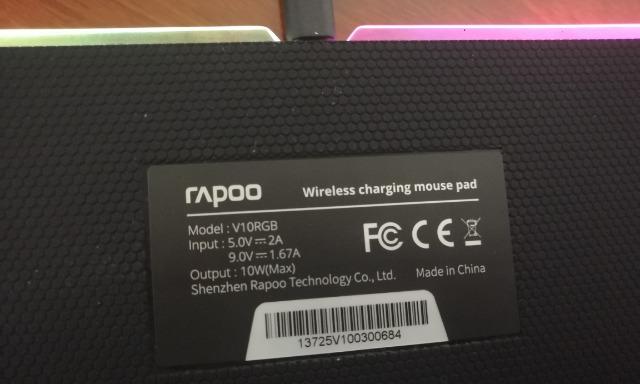 rapoo
Wireless charging mouse pad
Model : V10RGB
Input : 5.0V⎓2A
9.0V⎓1.67A
Output : 10W(Max)
Shenzhen Rapoo Technology Co., Ltd.
Made in China
FC CE
13725V100300684